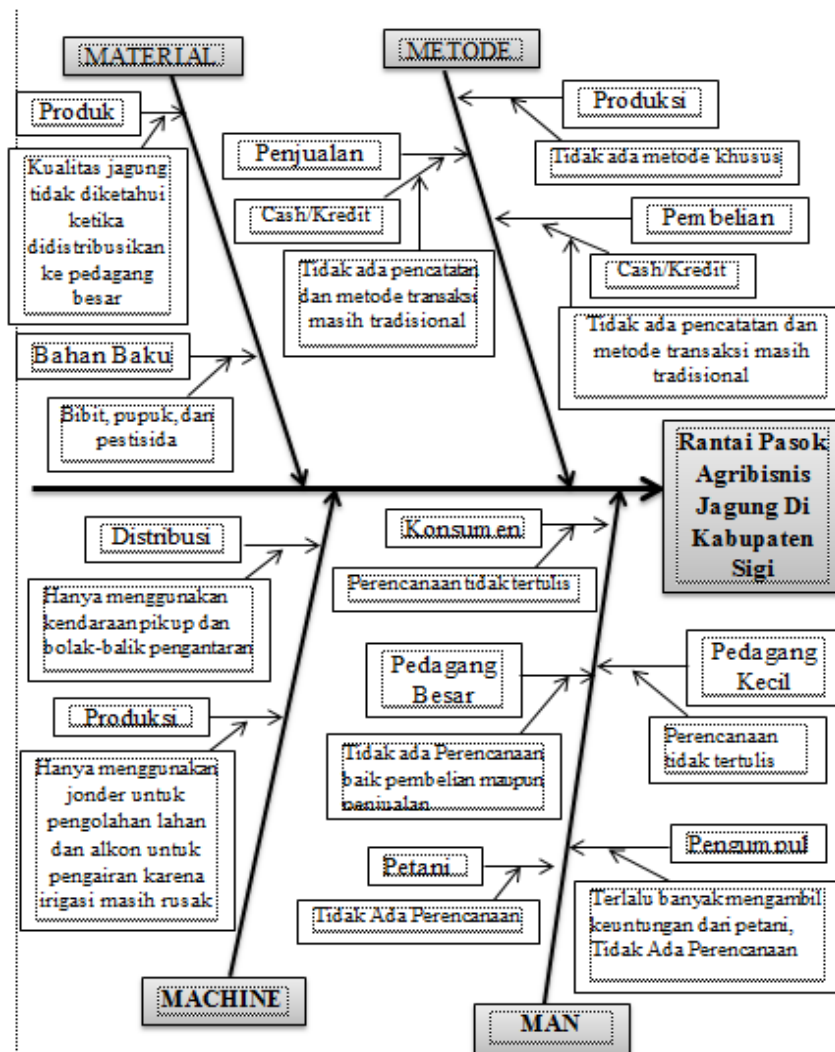 MATERIAL
METODE
Produk
Kualitas jagung
tidak diketahui
ketika
didistribusikan
ke pedagang
besar
Bahan Baku
Bibit, pupuk, dan
pestisida
Penjualan
Cash/Kredit
Tidak ada pencatatan
dan metode transaksi
masih tradisional
Produksi
Tidak ada metode khusus
Pembelian
Cash/Kredit
Tidak ada pencatatan dan
metode transaksi masih
tradisional
Rantai Pasok
Agribisnis
Jagung Di
Kabupaten
Sigi
Distribusi
Hanya menggunakan
kendaraan pikup dan
bolak-balik pengantaran
Produksi
Hanya menggunakan
jonder untuk
pengolahan lahan
dan alkon untuk
pengairan karena
irigasi masih rusak
Konsumen
Perencanaan tidak tertulis
Pedagang
Besar
Tidak ada Perencanaan
baik pembelian maupun
penjualan
Pedagang
Kecil
Perencanaan
tidak tertulis
Petani
Tidak Ada Perencanaan
Pengumpul
Terlalu banyak mengambil
keuntungan dari petani,
Tidak Ada Perencanaan
MACHINE
MAN